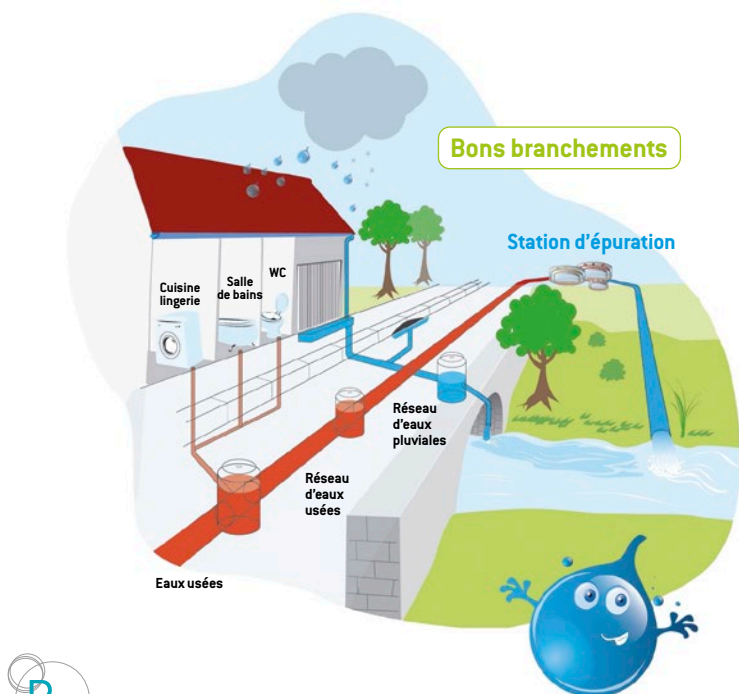 Bons branchements
Station d'épuration
Cuisine
lingerie
Salle
de bains
WC
Réseau
d'eaux
pluviales
Réseau
d'eaux
usées
Eaux usées